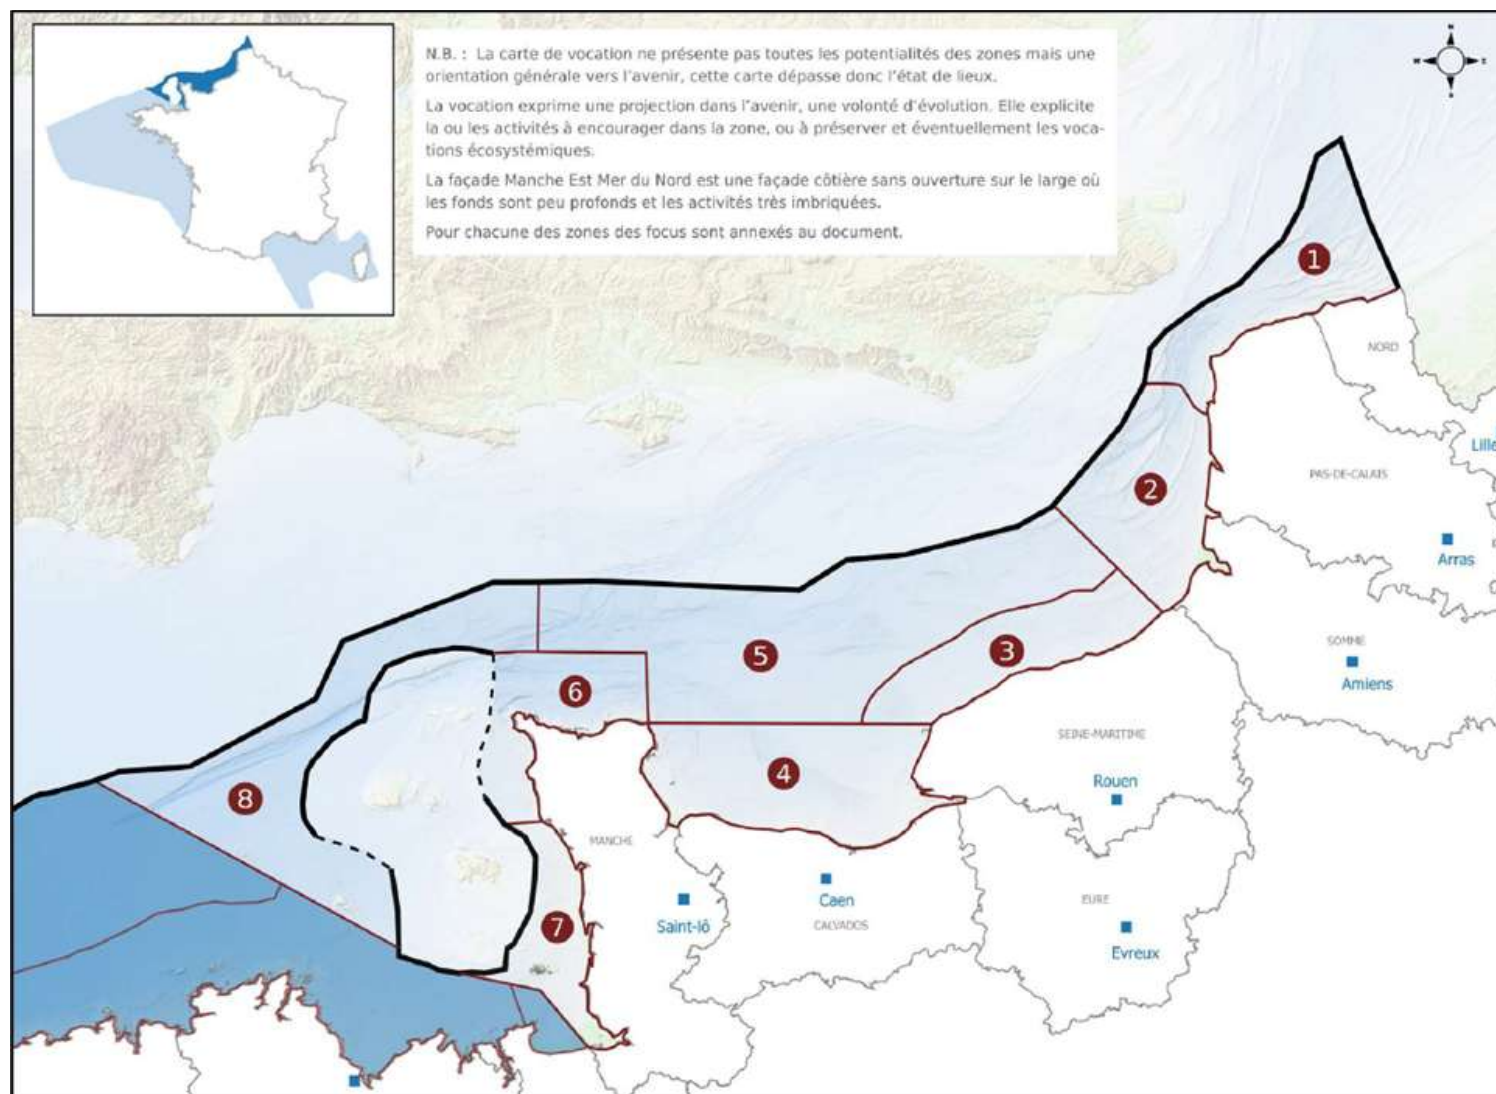 N.B. : La carte de vocation ne présente pas toutes les potentialités des zones mais une
orientation générale vers l'avenir, cette carte dépasse donc l'état de lieux.
La vocation exprime une projection dans l'avenir, une volonté d'évolution. Elle explicite
la ou les activités à encourager dans la zone, ou à préserver et éventuellement les voca-
tions écosystémiques.
La façade Manche Est Mer du Nord est une façade côtière sans ouverture sur le large où
les fonds sont peu profonds et les activités très imbriquées.
Pour chacune des zones des focus sont annexés au document.
N
W
E
S
1
NORD
Lille
2
PAS-DE-CALAIS
Arras
SOMME
Amiens
3
5
6
SEINE-MARITIME
4
Rouen
8
MANCHE
Caen
CALVADOS
EURE
Saint-lô
7
Evreux